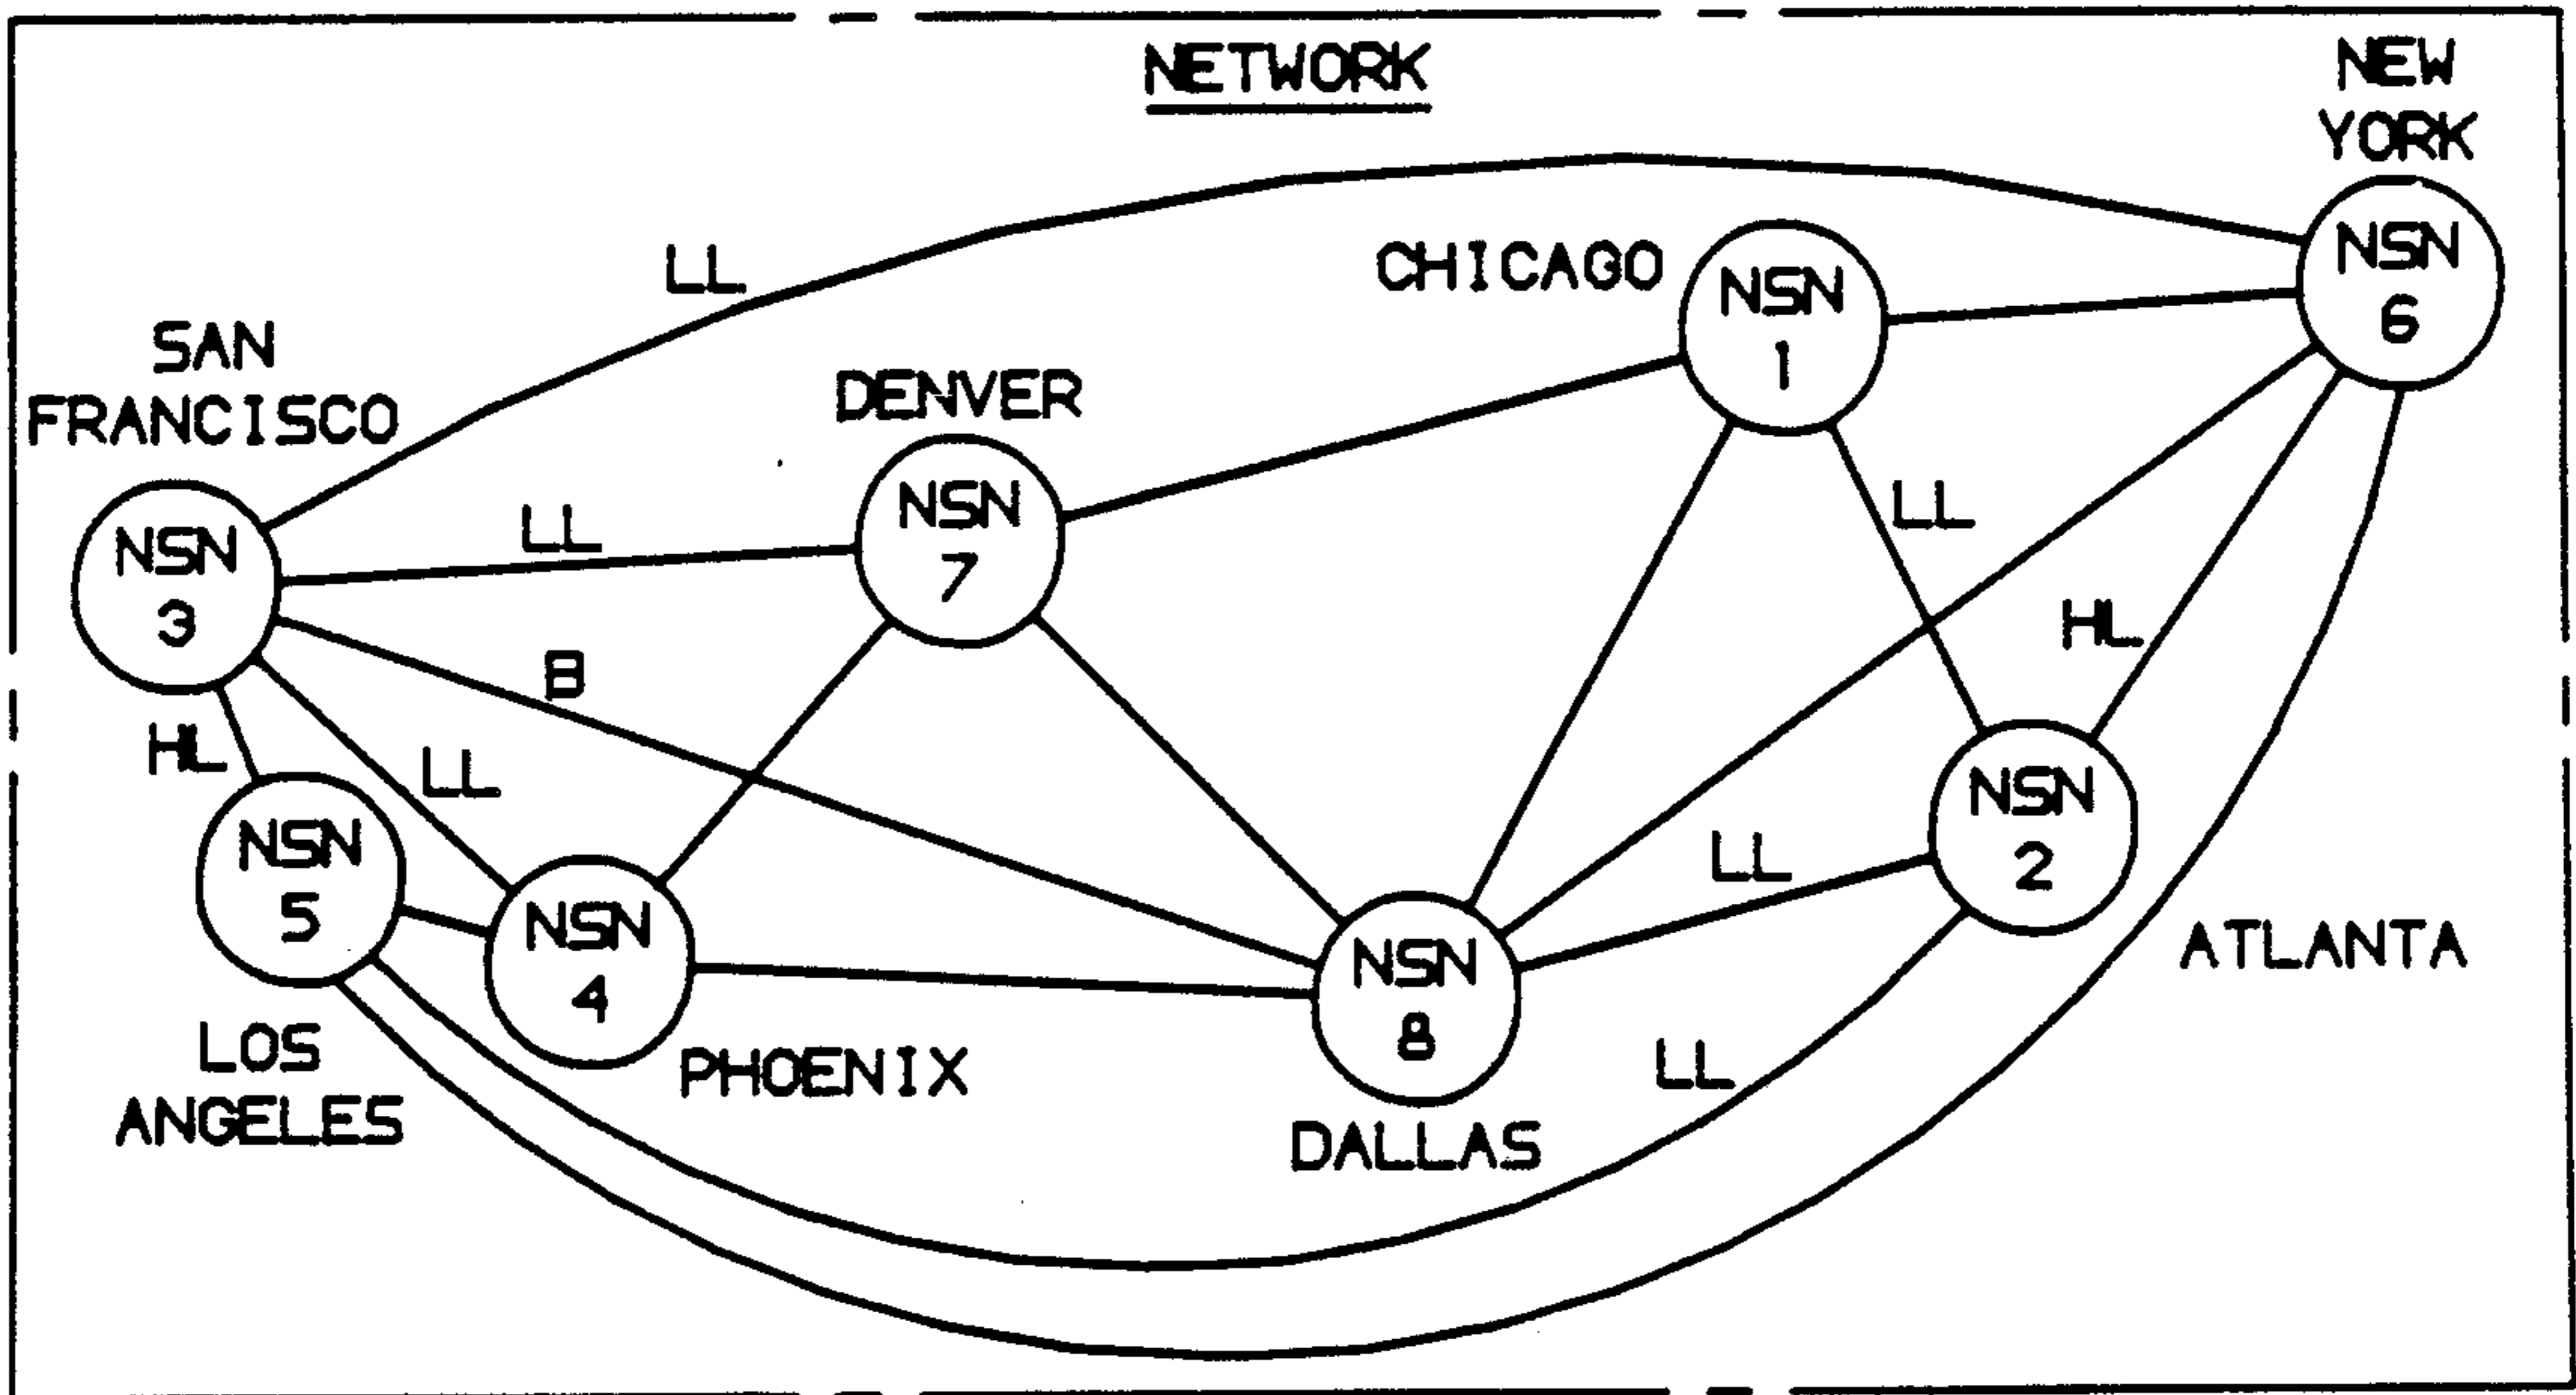 NETWORK
NEW
YORK
NSN
6
LL
CHICAGO
NSN
1
SAN
FRANCISCO
DENVER
NSN
7
LL
LL
NSN
3
B
HL
HL
LL
NSN
5
NSN
4
NSN
2
LL
NSN
8
ATLANTA
LOS
ANGELES
PHOENIX
LL
DALLAS